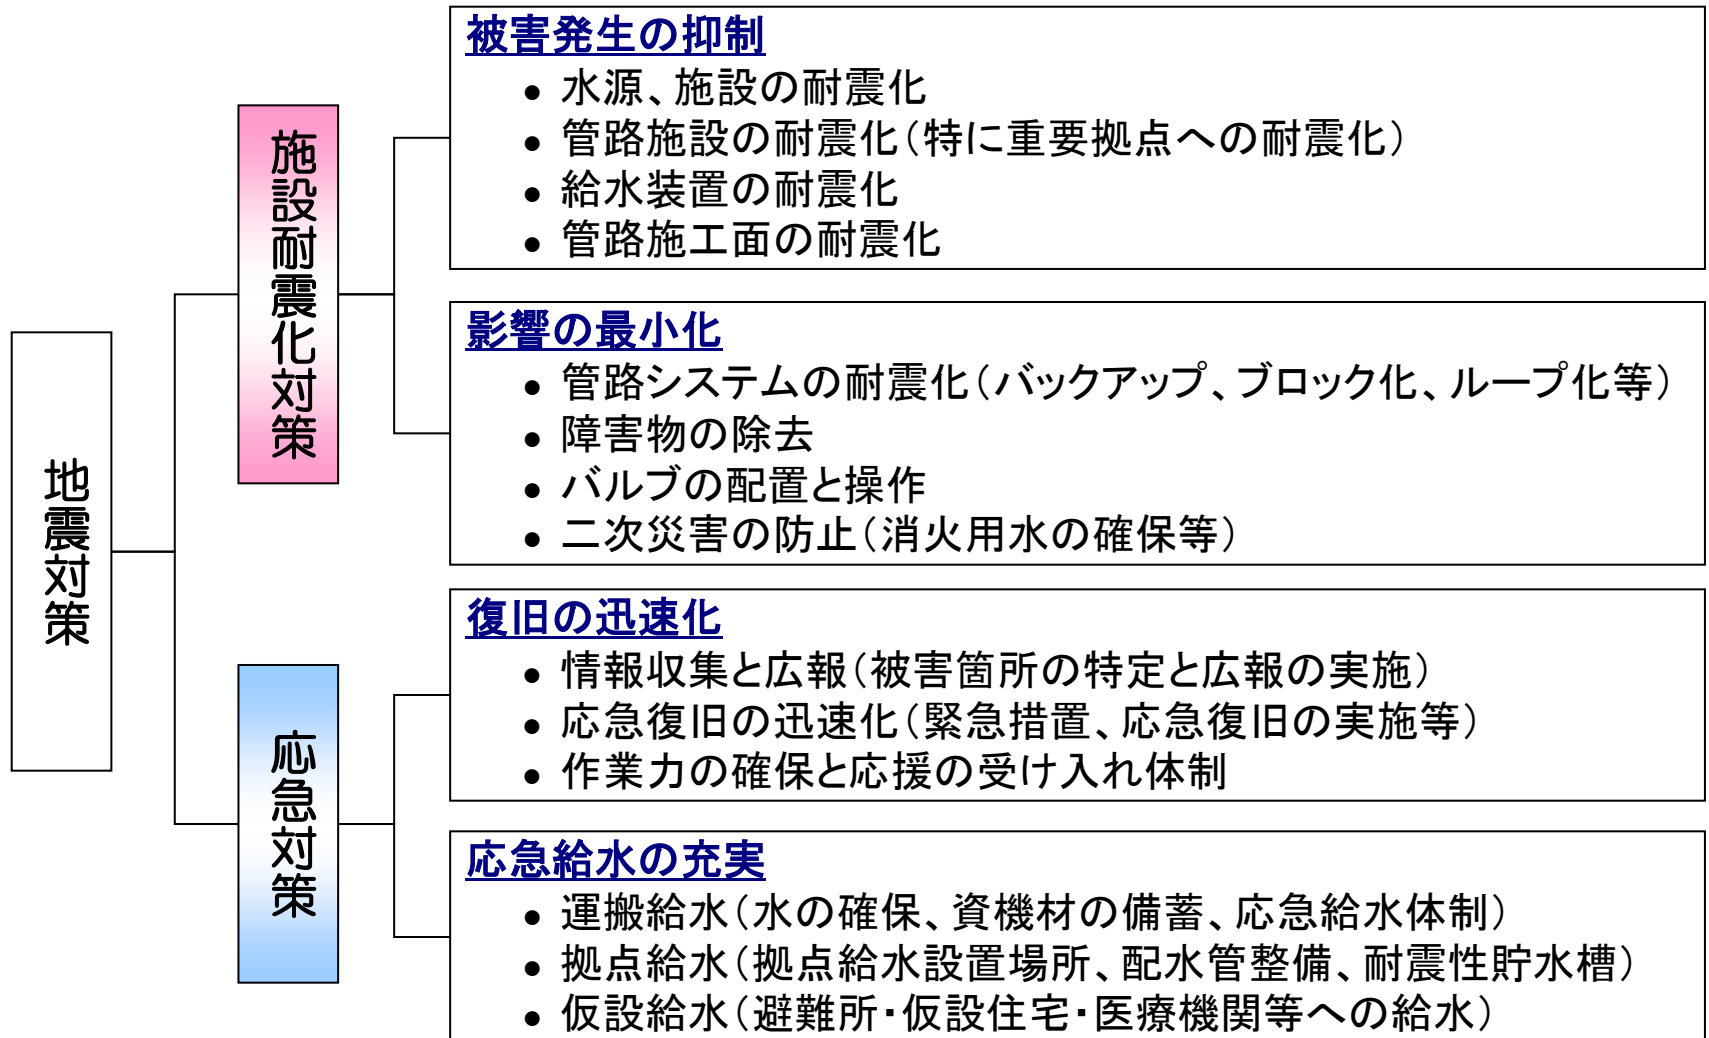 地震対策
施設耐震化対策
被害発生の抑制
● 水源、施設の耐震化
● 管路施設の耐震化（特に重要拠点への耐震化）
● 給水装置の耐震化
● 管路施工面の耐震化
影響の最小化
● 管路システムの耐震化（バックアップ、ブロック化、ループ化等）
● 障害物の除去
● バルブの配置と操作
● 二次災害の防止（消火用水の確保等）
応急対策
復旧の迅速化
● 情報収集と広報（被害箇所の特定と広報の実施）
● 応急復旧の迅速化（緊急措置、応急復旧の実施等）
● 作業力の確保と応援の受け入れ体制
応急給水の充実
● 運搬給水（水の確保、資機材の備蓄、応急給水体制）
● 拠点給水（拠点給水設置場所、配水管整備、耐震性貯水槽）
● 仮設給水（避難所・仮設住宅・医療機関等への給水）